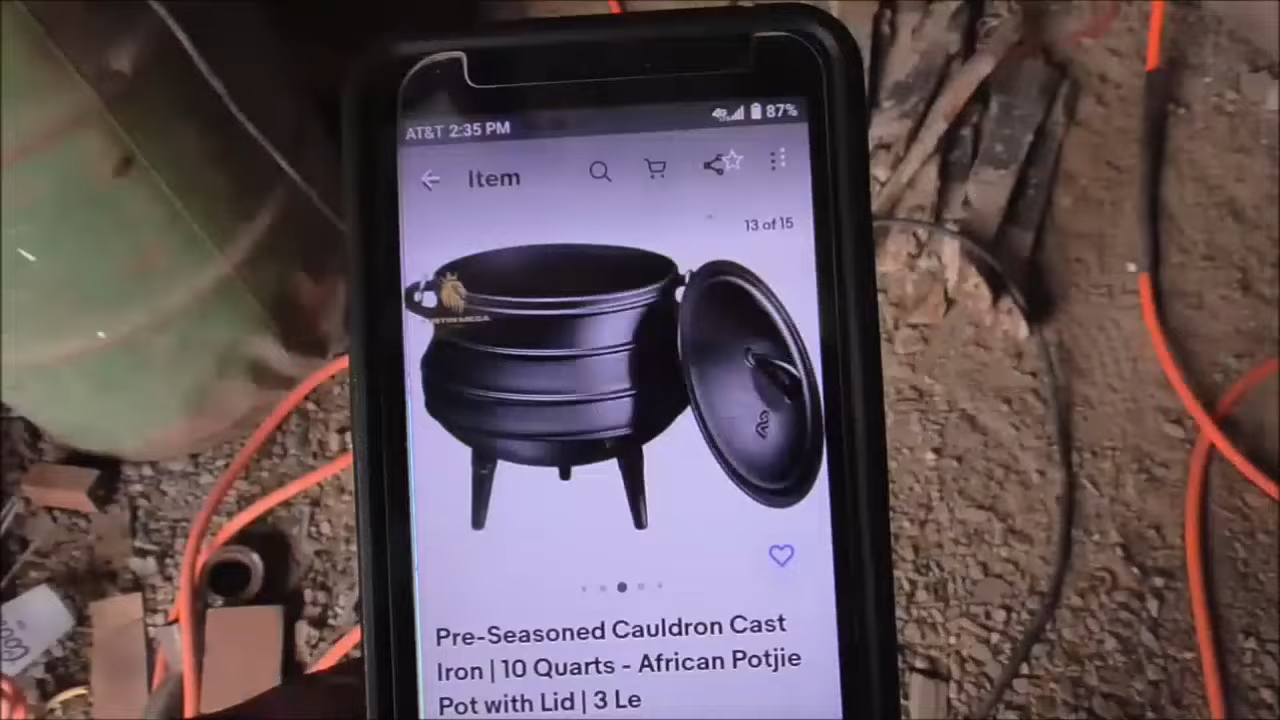 AT&T 2:35 PM
4G 87%
Item
13 of 15
Pre-Seasoned Cauldron Cast
Iron | 10 Quarts - African Potjie
Pot with Lid | 3 Le